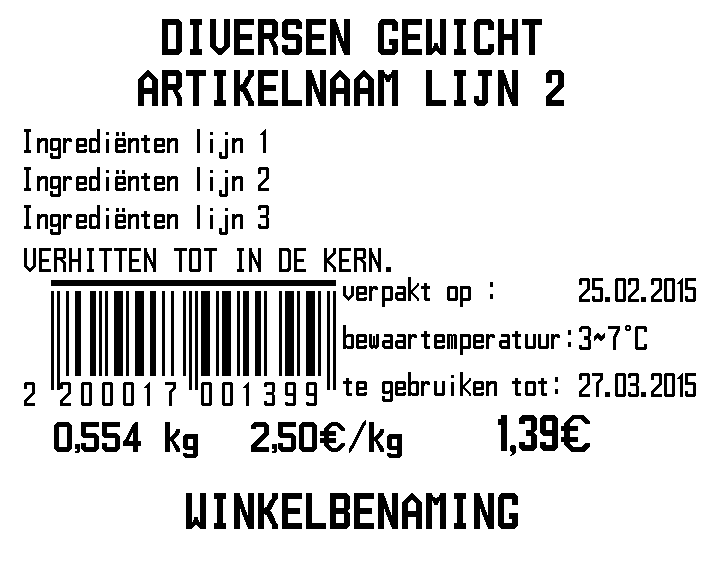 DIVERSEN GEWICHT
ARTIKELNAAM LIJN 2
Ingrediënten lijn 1
Ingrediënten lijn 2
Ingrediënten lijn 3
VERHITTEN TOT IN DE KERN.
verpakt op : 25.02.2015
bewaartemperatuur:3~7°C
te gebruiken tot: 27.03.2015
2 200017 001399
0,554 kg 2,50€/kg 1,39€
WINKELBENAMING